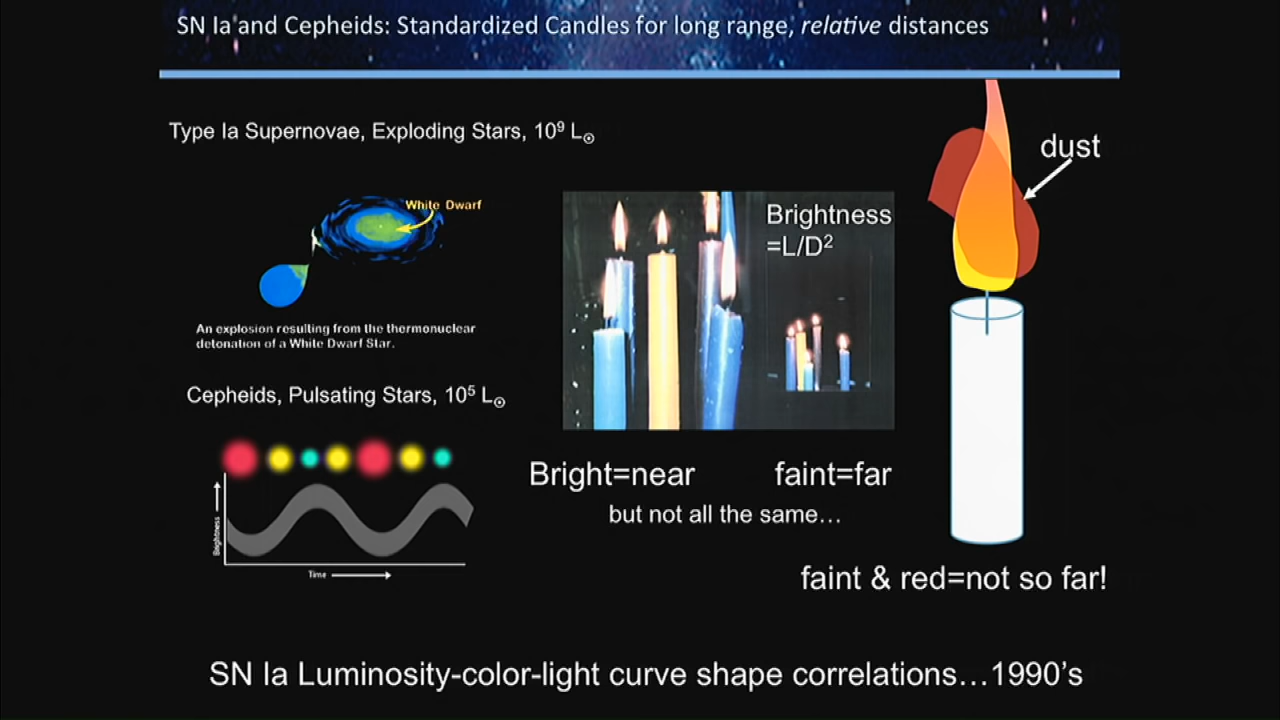 SN Ia and Cepheids: Standardized Candles for long range, relative distances
Type Ia Supernovae, Exploding Stars, 10⁹ L☉
dust
White Dwarf
Brightness
=L/D²
An explosion resulting from the thermonuclear
detonation of a White Dwarf Star.
Cepheids, Pulsating Stars, 10⁵ L☉
Brightness
Time
Bright=near
faint=far
but not all the same…
faint & red=not so far!
SN Ia Luminosity-color-light curve shape correlations…1990's